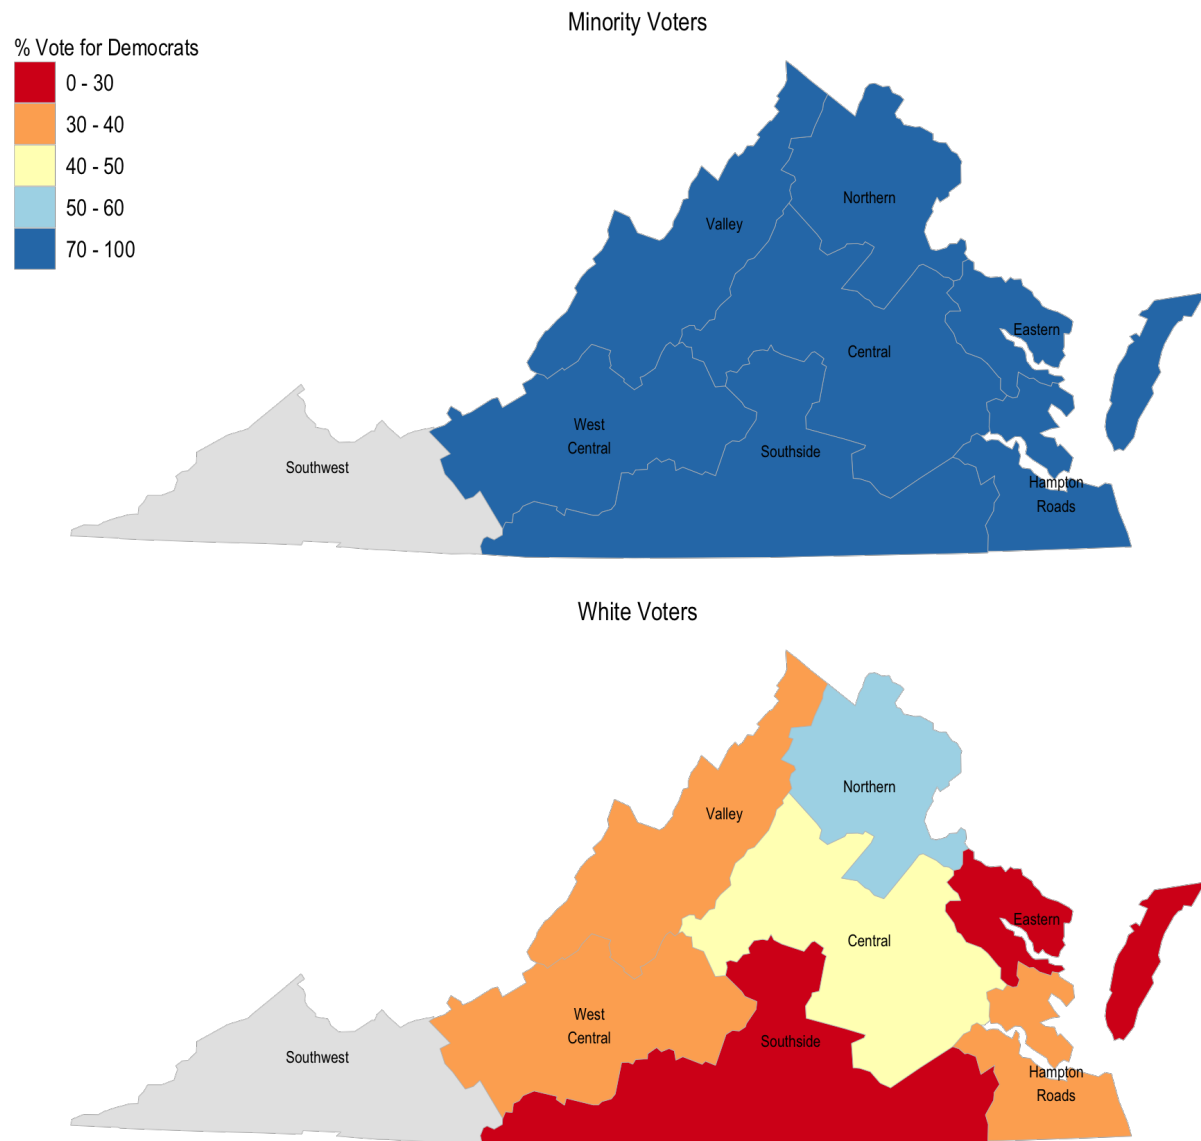 Minority Voters
% Vote for Democrats
0 - 30
30 - 40
40 - 50
50 - 60
70 - 100
Northern
Valley
Eastern
Central
West
Central
Southside
Southwest
Hampton
Roads
White Voters
Northern
Valley
Eastern
Central
West
Central
Southside
Southwest
Hampton
Roads